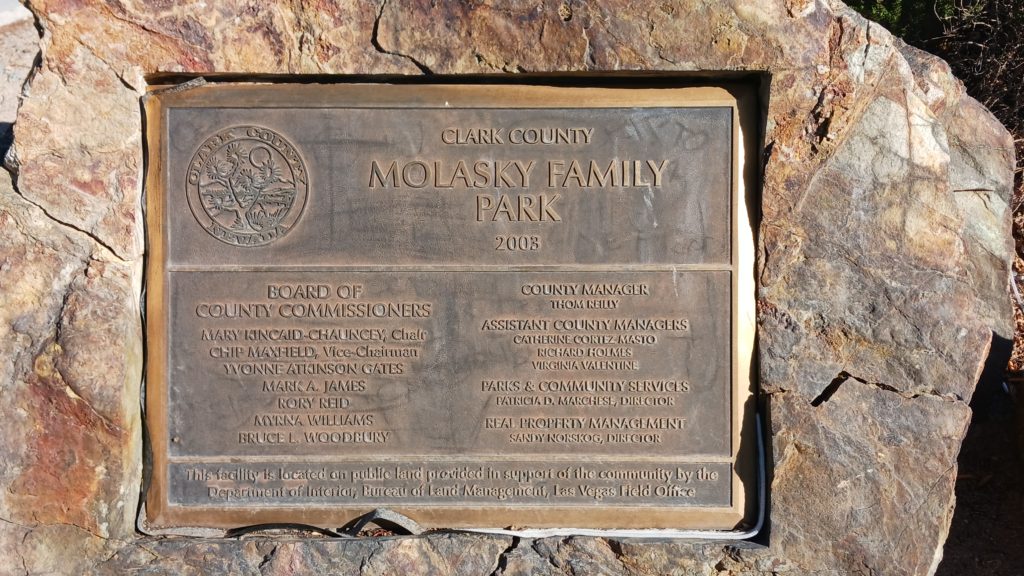 CLARK COUNTY
NEVADA
CLARK COUNTY
MOLASKY FAMILY
PARK
2003
BOARD OF
COUNTY COMMISSIONERS
MARY KINCAID-CHAUNCEY, Chair
CHIP MAXFIELD, Vice-Chairman
YVONNE ATKINSON GATES
MARK A. JAMES
RORY REID
MYRNA WILLIAMS
BRUCE L. WOODBURY
COUNTY MANAGER
THOM REILLY
ASSISTANT COUNTY MANAGERS
CATHERINE CORTEZ-MASTO
RICHARD HOLMES
VIRGINIA VALENTINE
PARKS & COMMUNITY SERVICES
PATRICIA D. MARCHESE, DIRECTOR
REAL PROPERTY MANAGEMENT
SANDY NORSKOG, DIRECTOR
This facility is located on public land provided in support of the community by the
Department of Interior, Bureau of Land Management, Las Vegas Field Office